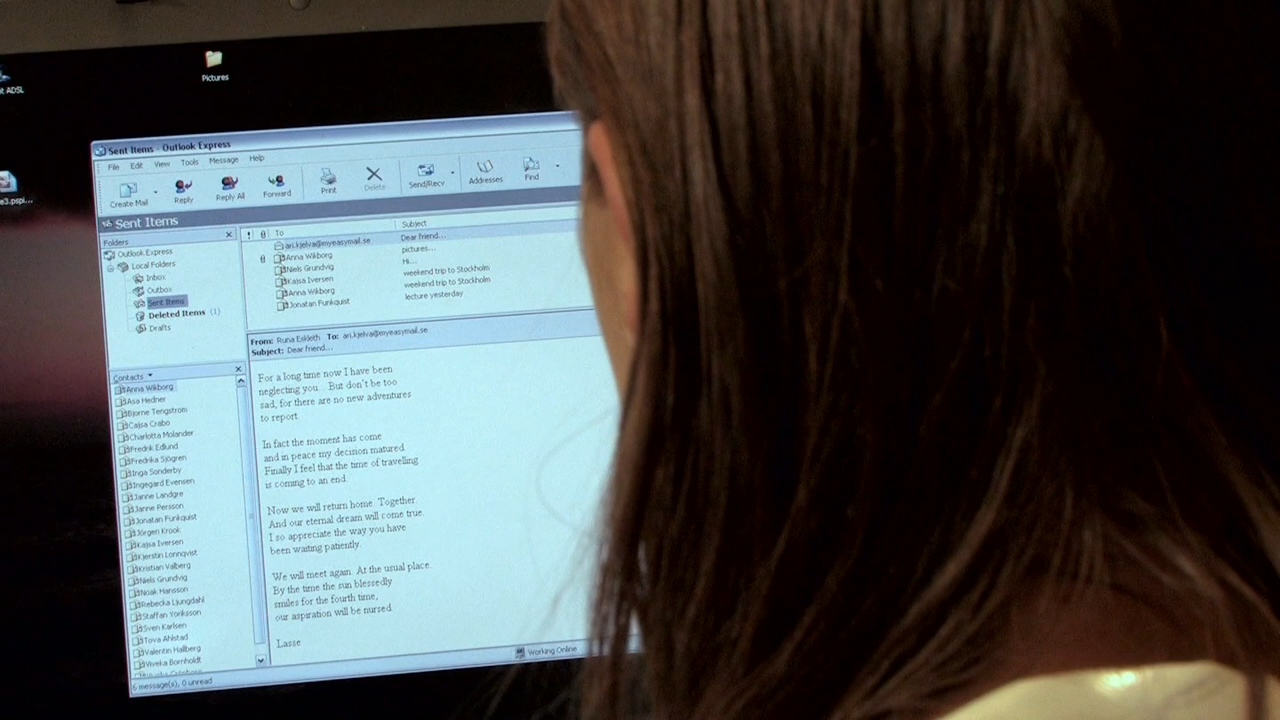 Pictures
ADSL
Sent Items - Outlook Express
File Edit View Tools Message Help
Create Mail Reply Reply All Forward Print Delete Send/Recv Addresses Find
Sent Items
Folders
Outlook Express
Local Folders
Inbox
Outbox
Sent Items
Deleted Items (1)
Drafts
! To Subject
ari.kjelva@myeasymail.se Dear friend...
Anna Wikborg pictures...
Niels Grundvig Hi...
Kajsa Iversen weekend trip to Stockholm
Anna Wikborg weekend trip to Stockholm
Jonatan Funkquist lecture yesterday
From: Runa Eskleth To: ari.kjelva@myeasymail.se
Subject: Dear friend...
For a long time now I have been
neglecting you. But don't be too
sad, for there are no new adventures
to report
In fact the moment has come
and in peace my decision matured
Finally I feel that the time of travelling
is coming to an end.
Now we will return home. Together.
And our eternal dream will come true.
I so appreciate the way you have
been waiting patiently.
We will meet again. At the usual place.
By the time the sun blessedly
smiles for the fourth time,
our aspiration will be nursed
Lasse
Contacts
Anna Wikborg
Asa Hedner
Bjorne Tengstrom
Cajsa Crabo
Charlotta Molander
Fredrik Edlund
Fredrika Sjögren
Inga Sonderby
Ingegard Evensen
Janne Landgre
Janne Persson
Jonatan Funkquist
Jörgen Krook
Kajsa Iversen
Kjerstin Lonnqvist
Kristian Valberg
Niels Grundvig
Noak Hansson
Rebecka Ljungdahl
Staffan Yoriksson
Sven Karlsen
Tova Ahlstad
Valentin Hallberg
Viveka Bornholdt
6 message(s), 0 unread
Working Online